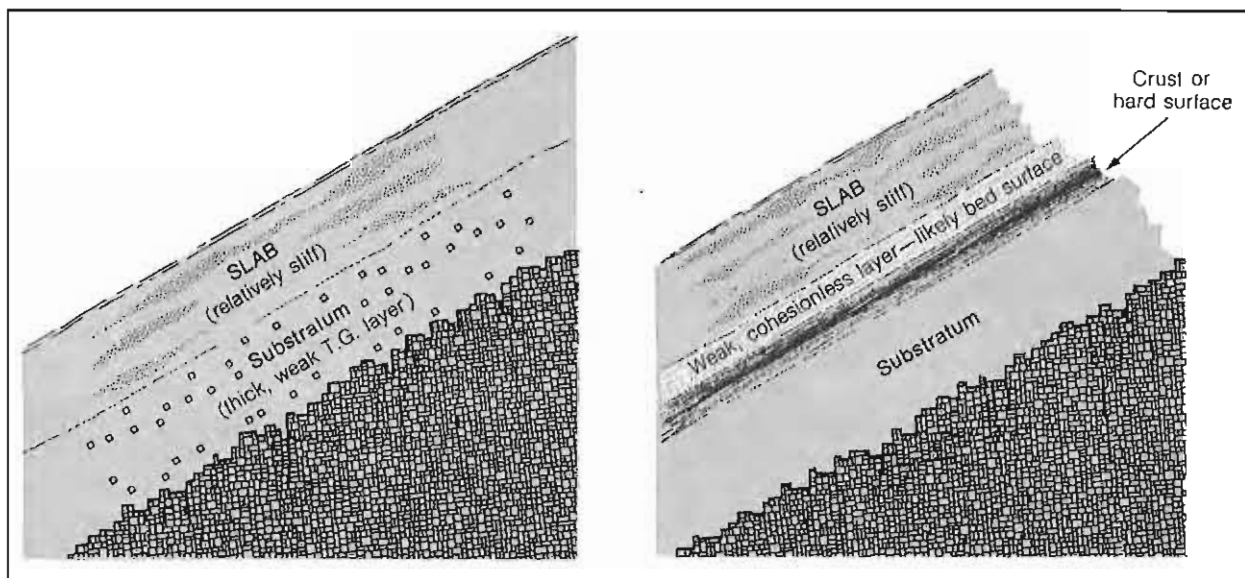 SLAB
(relatively stiff)
Substratum
(thick, weak T.G. layer)
Crust or
hard surface
SLAB
(relatively stiff)
Weak, cohesionless layer—likely bed surface
Substratum